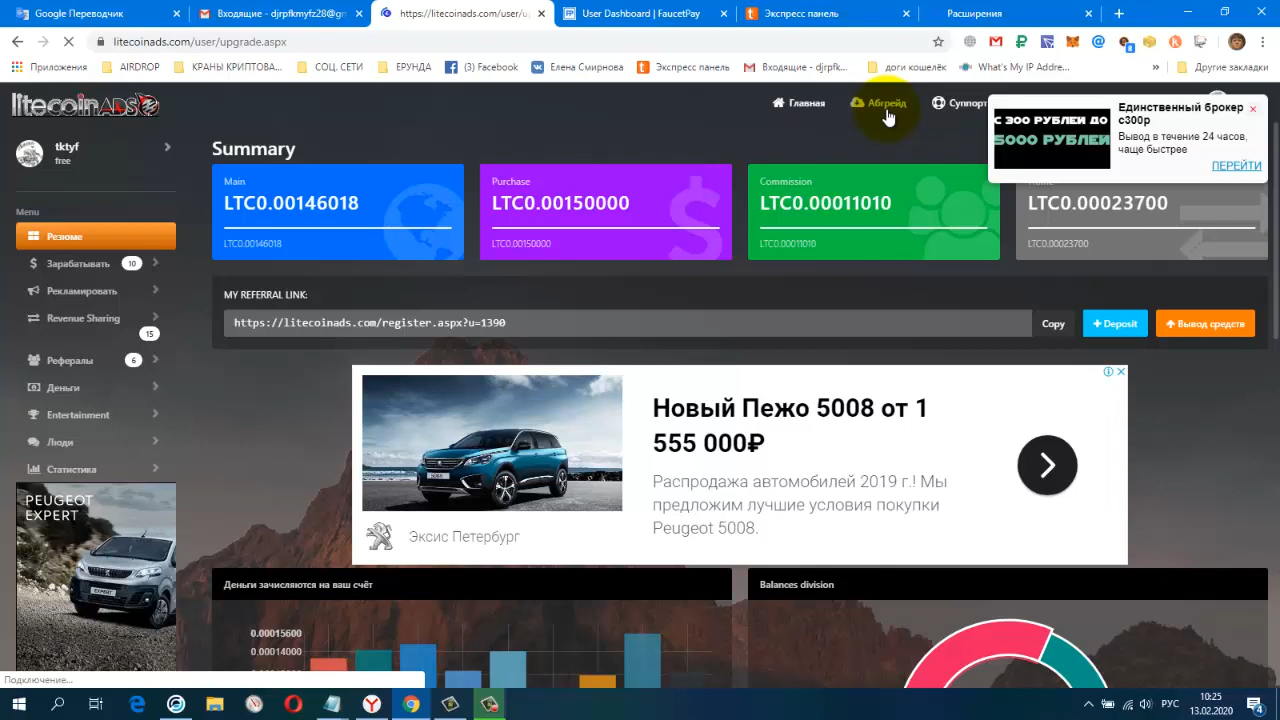 Google Переводчик
Входящие - djrpfkmyfz28@gn
https://litecoinads.com/user/up
User Dashboard | FaucetPay
Экспресс панель
Расширения
litecoinads.com/user/upgrade.aspx
Приложения
AIRDROP
КРАНЫ КРИПТОВА...
СОЦ. СЕТИ
ЕРУНДА
(3) Facebook
Елена Смирнова
Экспресс панель
Входящие - djrpfk...
доги кошелёк
What's My IP Addre...
»
Другие закладки
litecoinADS
Главная
Абгрейд
Суппорт
Единственный брокер
с300р
Вывод в течение 24 часов,
чаще быстрее
ПЕРЕЙТИ
С 300 РУБЛЕЙ ДО
5000 РУБЛЕЙ
tktyf
free
Summary
Main
LTC0.00146018
LTC0.00146018
Purchase
LTC0.00150000
LTC0.00150000
Commission
LTC0.00011010
LTC0.00011010
LTC0.00023700
LTC0.00023700
Menu
Резюме
Зарабатывать 10
Рекламировать
Revenue Sharing
15
Рефералы 6
Деньги
Entertainment
Люди
Статистика
MY REFERRAL LINK:
https://litecoinads.com/register.aspx?u=1390
Copy
Deposit
Вывод средств
Новый Пежо 5008 от 1
555 000₽
Распродажа автомобилей 2019 г.! Мы
предложим лучшие условия покупки
Peugeot 5008.
Эксис Петербург
PEUGEOT
EXPERT
EXPERT
Деньги зачисляются на ваш счёт
0.00015600
0.00014000
Balances division
Подключение...
РУС
10:25
13.02.2020
4